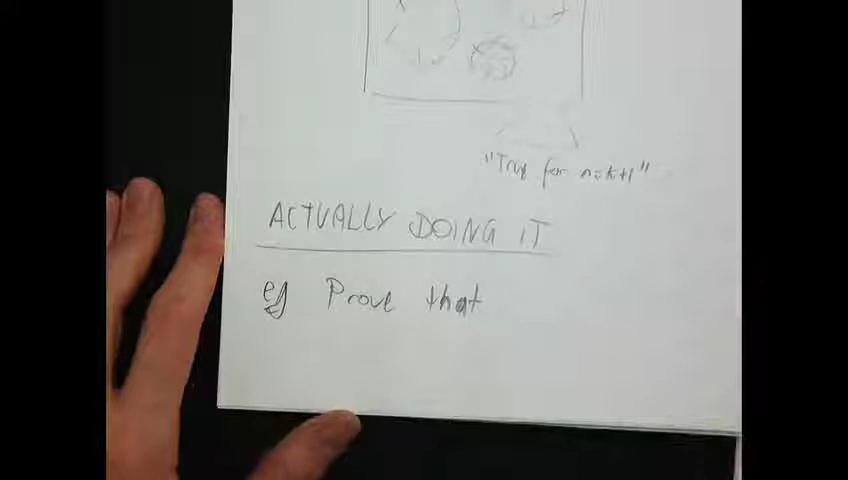 "True for n=k+1"
ACTUALLY DOING IT
eg Prove that